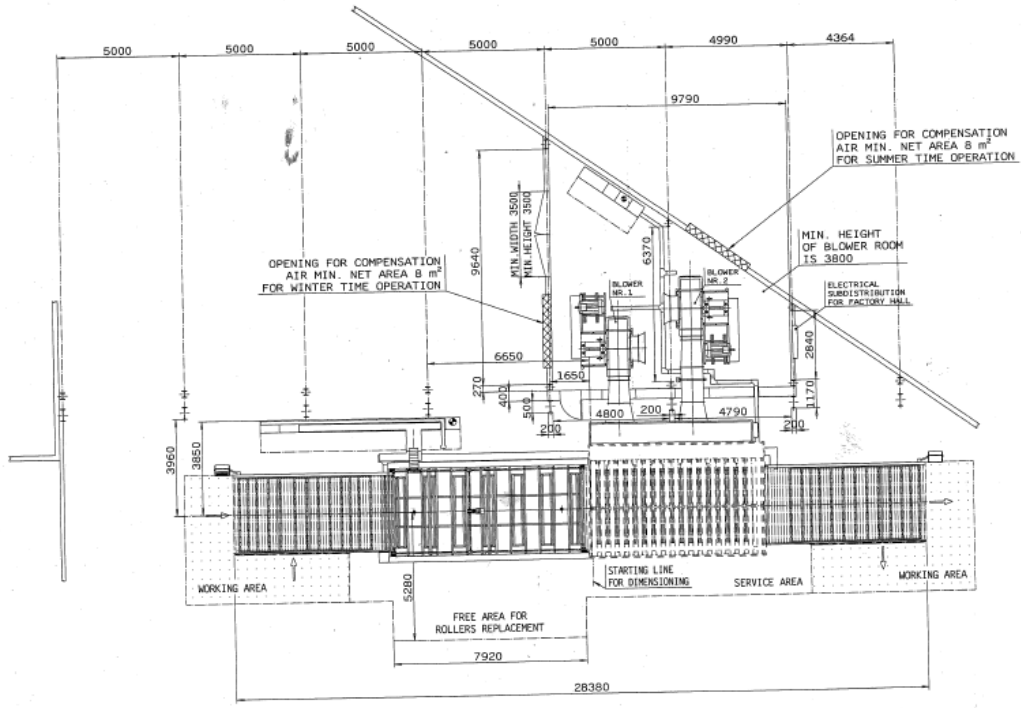 5000
5000
5000
5000
5000
4990
4364
9790
OPENING FOR COMPENSATION
AIR MIN. NET AREA 8 m²
FOR SUMMER TIME OPERATION
MIN.WIDTH 3500
MIN.HEIGHT 3500
9640
6370
MIN. HEIGHT
OF BLOWER ROOM
IS 3800
OPENING FOR COMPENSATION
AIR MIN. NET AREA 8 m²
FOR WINTER TIME OPERATION
BLOWER
NR.1
BLOWER
NR.2
ELECTRICAL
SUBDISTRIBUTION
FOR FACTORY HALL
6650
1650
2840
270
400
500
1170
200
4800
200
4790
200
3960
3850
WORKING AREA
5280
STARTING LINE
FOR DIMENSIONING
SERVICE AREA
WORKING AREA
FREE AREA FOR
ROLLERS REPLACEMENT
7920
28380